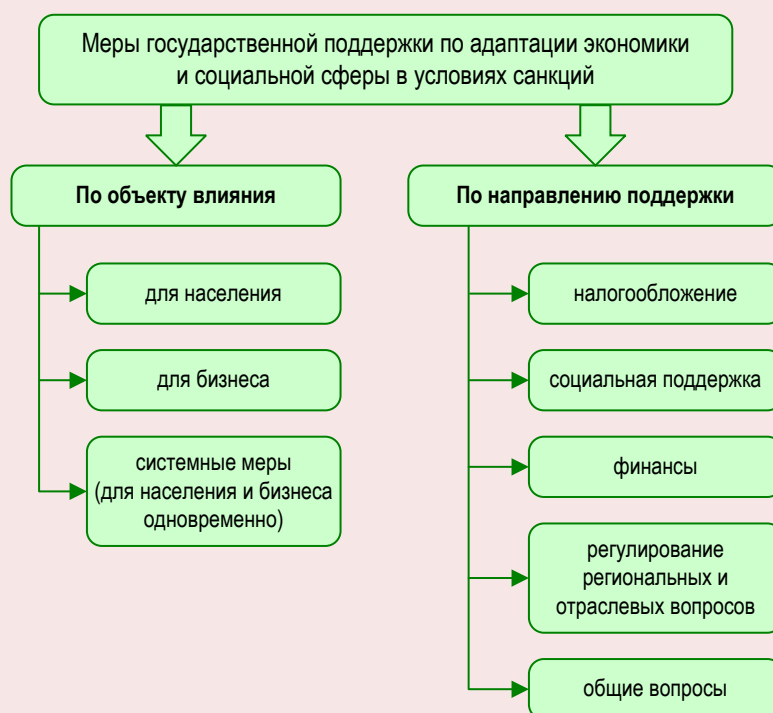 Меры государственной поддержки по адаптации экономики
и социальной сферы в условиях санкций
По объекту влияния
для населения
для бизнеса
системные меры
(для населения и бизнеса
одновременно)
По направлению поддержки
налогообложение
социальная поддержка
финансы
регулирование
региональных и
отраслевых вопросов
общие вопросы